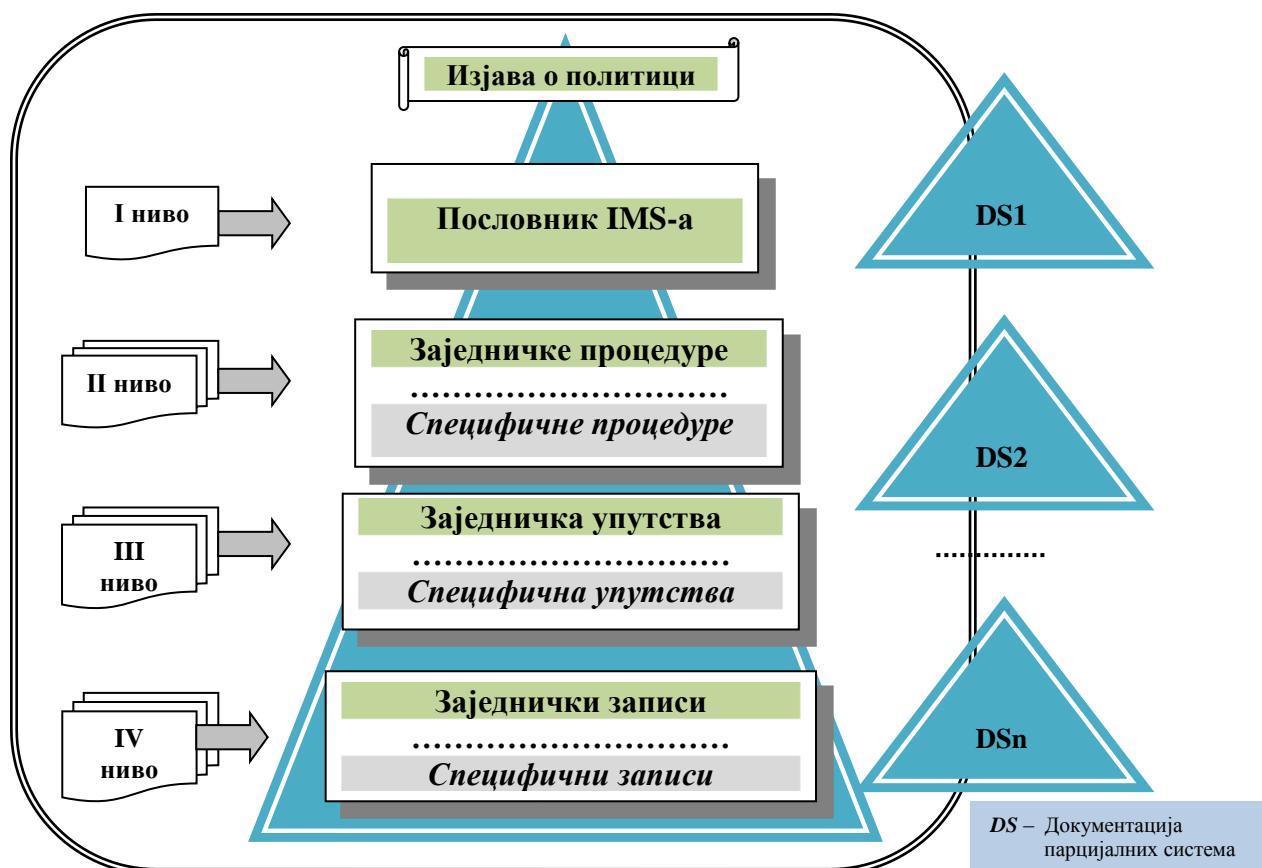 Изјава о политици
I ниво
Пословник IMS-а
DS1
II ниво
Заједничке процедуре
..............................
Специфичне процедуре
DS2
III
ниво
Заједничка упутства
..............................
Специфична упутства
....................
IV
ниво
Заједнички записи
..............................
Специфични записи
DSn
DS – Документација
парцијалних система